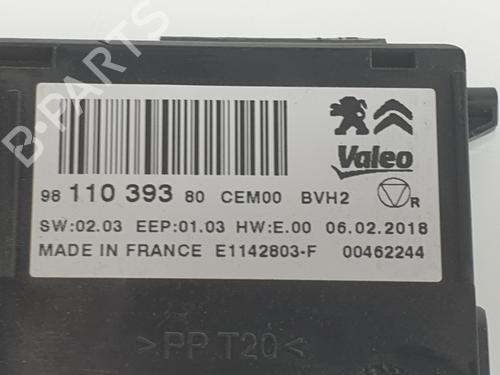 Valeo
98 110 393 80 CEM00 BVH2 R
SW:02.03 EEP:01.03 HW:E.00 06.02.2018
MADE IN FRANCE E1142803-F 00462244
>PP T20<
B-PARTS